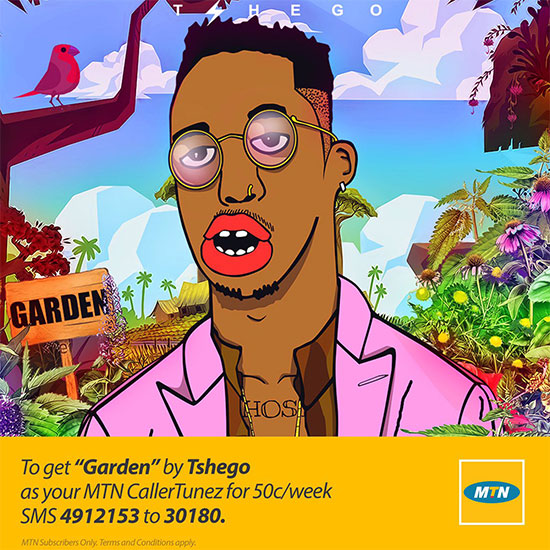 TSHEGO
GARDEN
HOS
To get “Garden” by Tshego
as your MTN CallerTunez for 50c/week
SMS 4912153 to 30180.
MTN
MTN Subscribers Only. Terms and Conditions apply.